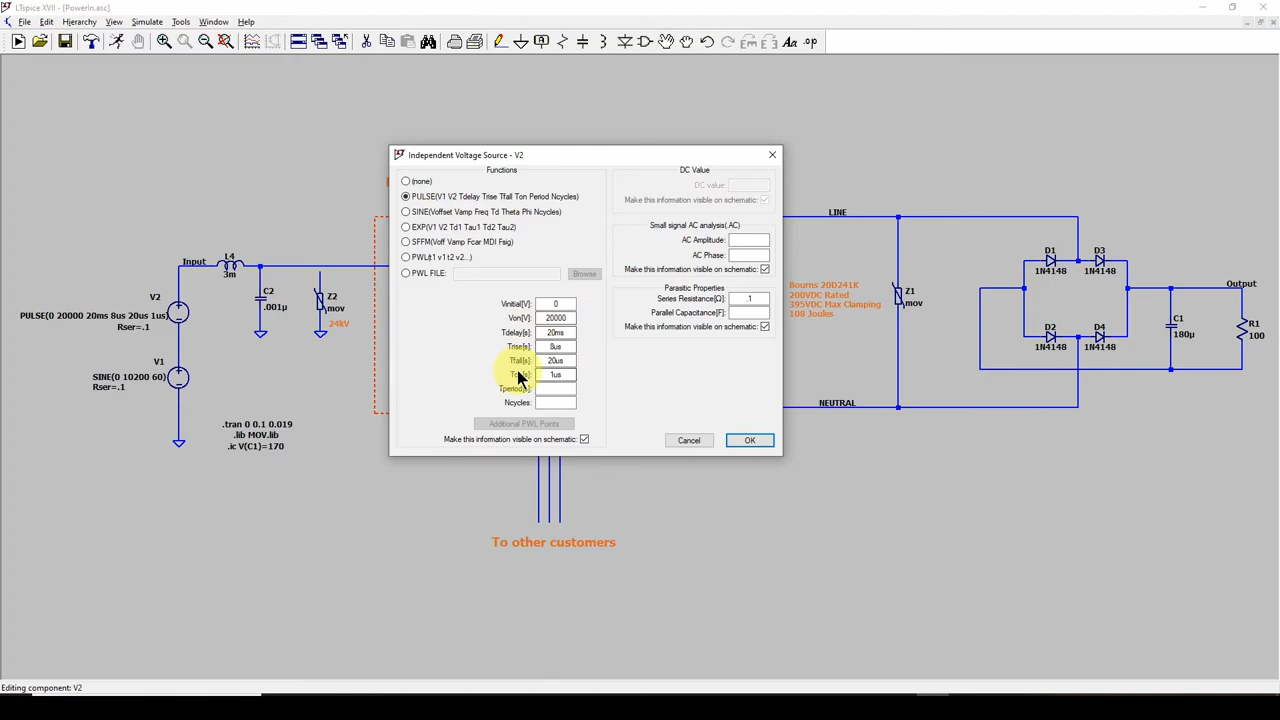 LTspice XVII - [PowerIn.asc]
File Edit Hierarchy View Simulate Tools Window Help
Independent Voltage Source - V2
Functions
(none)
PULSE(V1 V2 Tdelay Trise Tfall Ton Period Ncycles)
SINE(Voffset Vamp Freq Td Theta Phi Ncycles)
EXP(V1 V2 Td1 Tau1 Td2 Tau2)
SFFM(Voff Vamp Fcar MDI Fsig)
PWL(t1 v1 t2 v2...)
PWL FILE: Browse
Vinitial[V]: 0
Von[V]: 20000
Tdelay[s]: 20ms
Trise[s]: 8us
Tfall[s]: 20us
1us
Tperiod[s]:
Ncycles:
Additional PWL Points
Make this information visible on schematic:
DC Value
DC value:
Make this information visible on schematic:
Small signal AC analysis(.AC)
AC Amplitude:
AC Phase:
Make this information visible on schematic:
Parasitic Properties
Series Resistance[Ω]: .1
Parallel Capacitance[F]:
Make this information visible on schematic:
Cancel OK
Input
L4
3m
V2
PULSE(0 20000 20ms 8us 20us 1us)
Rser=.1
C2
.001µ
Z2
mov
24kV
V1
SINE(0 10200 60)
Rser=.1
.tran 0 0.1 0.019
.lib MOV.lib
.ic V(C1)=170
To other customers
LINE
Bourns 20D241K
200VDC Rated
395VDC Max Clamping
108 Joules
Z1
mov
NEUTRAL
D1 D3
1N4148 1N4148
D2 D4
1N4148 1N4148
Output
C1
180µ
R1
100
Editing component: V2